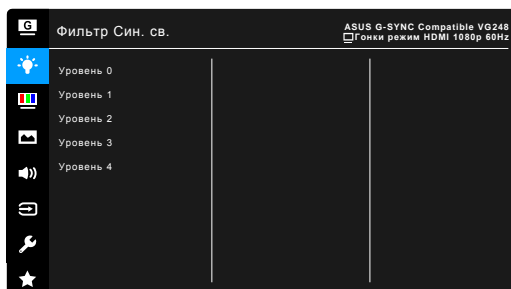 G
Фильтр Син. св.
ASUS G-SYNC Compatible VG248
Гонки режим HDMI 1080p 60Hz
Уровень 0
Уровень 1
Уровень 2
Уровень 3
Уровень 4